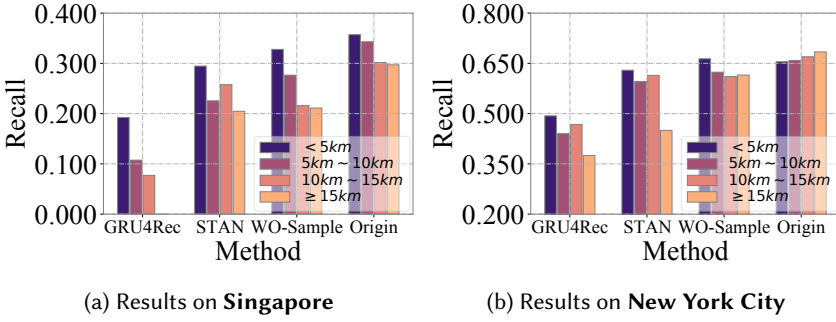 0.400
0.300
0.200
0.100
0.000
Recall
< 5km
5km ~ 10km
10km ~ 15km
≥ 15km
GRU4Rec STAN WO-Sample Origin
Method
(a) Results on Singapore
0.800
0.650
0.500
0.350
0.200
Recall
< 5km
5km ~ 10km
10km ~ 15km
≥ 15km
GRU4Rec STAN WO-Sample Origin
Method
(b) Results on New York City